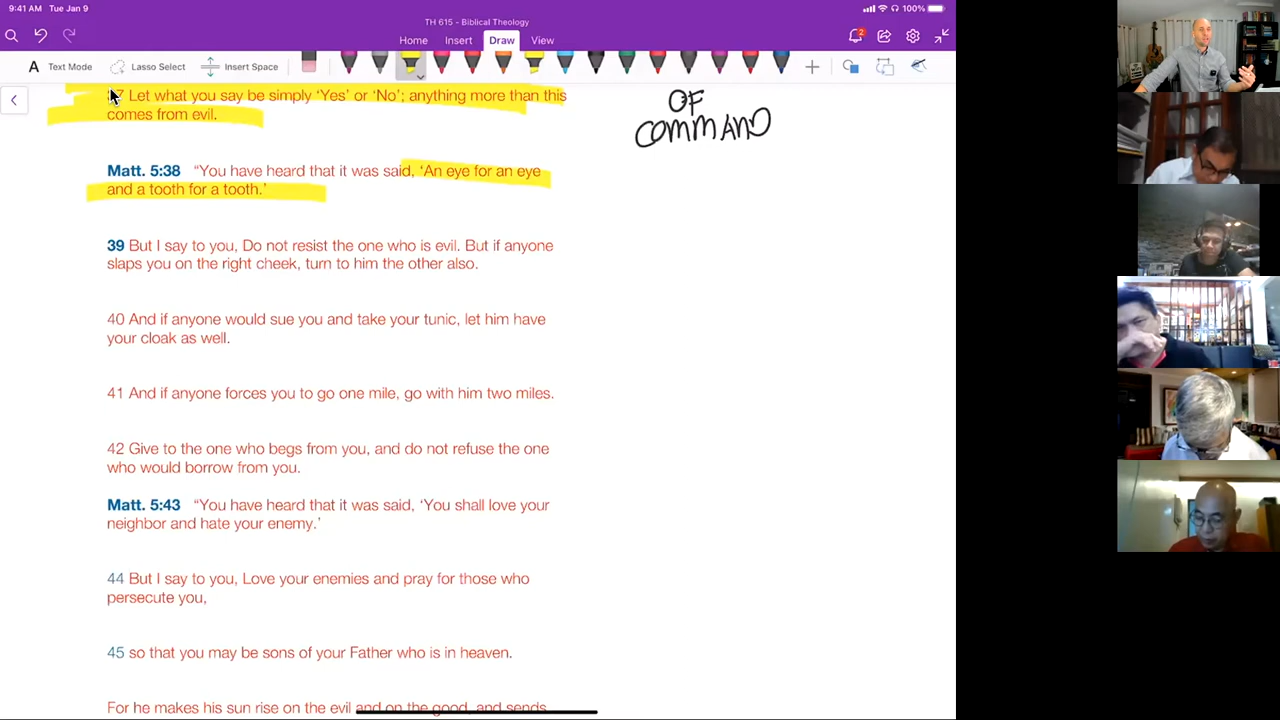 9:41 AM Tue Jan 9
100%
TH 615 - Biblical Theology
Home Insert Draw View
2
A Text Mode Lasso Select Insert Space
7 Let what you say be simply ‘Yes’ or ‘No’; anything more than this
comes from evil.
OF
COMMAND
Matt. 5:38 “You have heard that it was said, ‘An eye for an eye
and a tooth for a tooth.’
39 But I say to you, Do not resist the one who is evil. But if anyone
slaps you on the right cheek, turn to him the other also.
40 And if anyone would sue you and take your tunic, let him have
your cloak as well.
41 And if anyone forces you to go one mile, go with him two miles.
42 Give to the one who begs from you, and do not refuse the one
who would borrow from you.
Matt. 5:43 “You have heard that it was said, ‘You shall love your
neighbor and hate your enemy.’
44 But I say to you, Love your enemies and pray for those who
persecute you,
45 so that you may be sons of your Father who is in heaven.
For he makes his sun rise on the evil and on the good, and sends